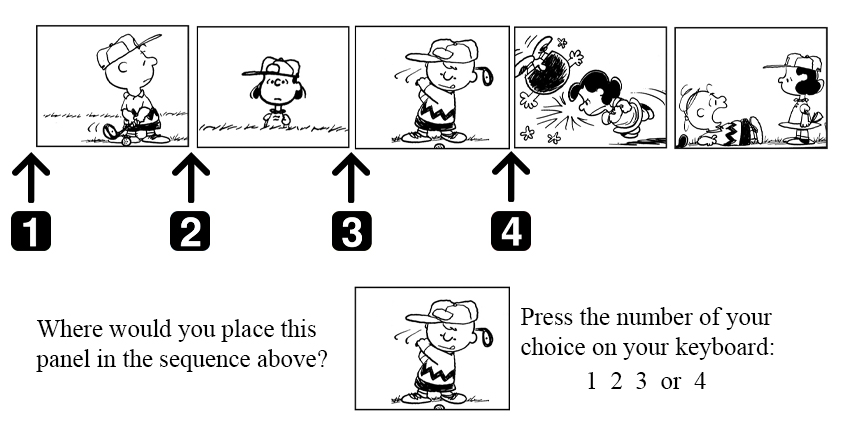 1 2 3 4
Where would you place this
panel in the sequence above?
Press the number of your
choice on your keyboard:
1 2 3 or 4